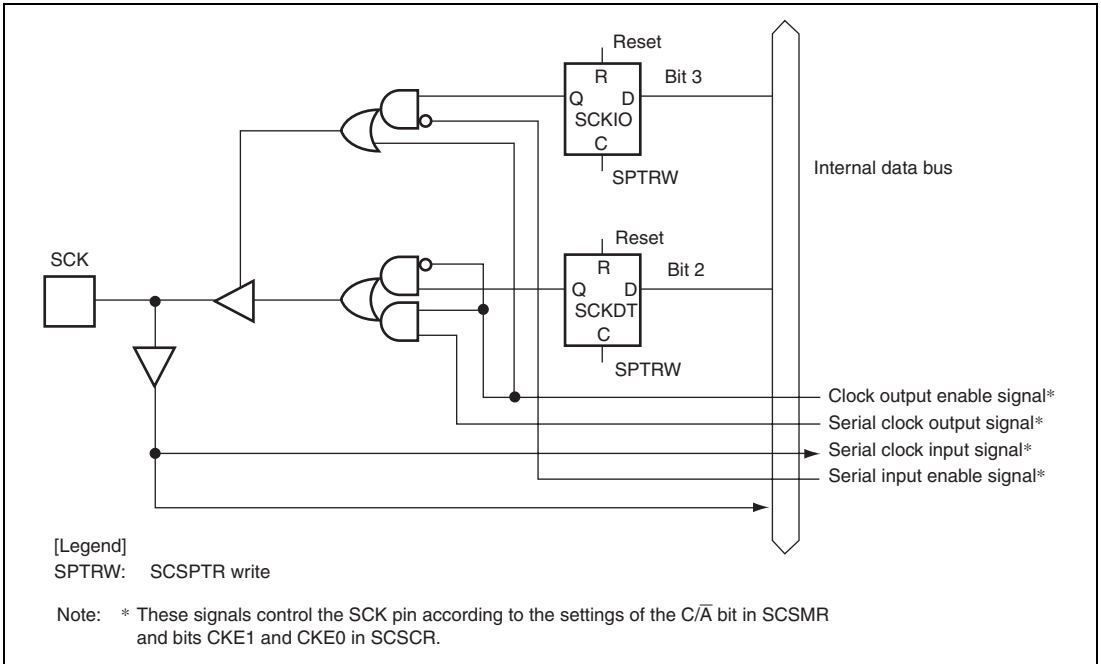 Reset
R
Bit 3
Q D
SCKIO
C
SPTRW
Internal data bus
Reset
SCK
R
Bit 2
Q D
SCKDT
C
SPTRW
Clock output enable signal*
Serial clock output signal*
Serial clock input signal*
Serial input enable signal*
[Legend]
SPTRW: SCSPTR write
Note: * These signals control the SCK pin according to the settings of the C/A̅ bit in SCSMR
and bits CKE1 and CKE0 in SCSCR.